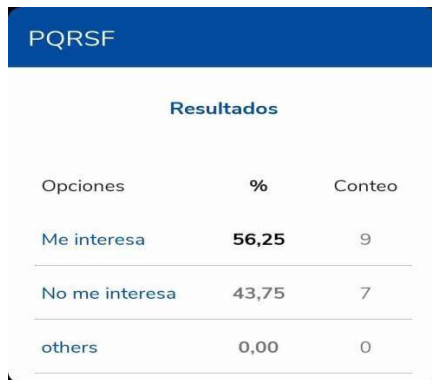 PQRSF
Resultados
Opciones % Conteo
Me interesa 56,25 9
No me interesa 43,75 7
others 0,00 0